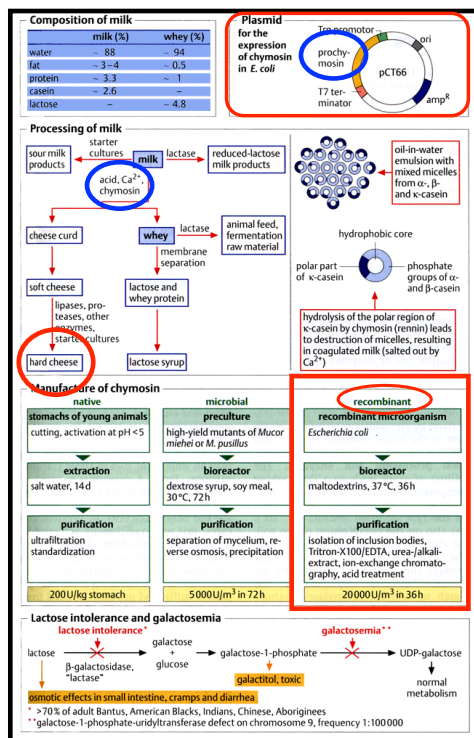 Composition of milk
milk (%) whey (%)
water ~ 88 ~ 94
fat ~ 3–4 ~ 0.5
protein ~ 3.3 ~ 1
casein ~ 2.6 –
lactose – ~ 4.8
Plasmid
for the
expression of
chymosin
in E. coli
Trp promotor
ori
prochy-
mosin
pCT66
T7 ter-
minator
ampR
Processing of milk
sour milk
products
starter
cultures
milk
lactase
reduced-lactose
milk products
acid, Ca2+,
chymosin
cheese curd
whey
lactase
animal feed,
fermentation
raw material
membrane
separation
soft cheese
lactose and
whey protein
lipases, pro-
teases, other
enzymes,
starter cultures
hard cheese
lactose syrup
oil-in-water
emulsion with
mixed micelles
from α-, β-
and κ-casein
hydrophobic core
polar part
of κ-casein
phosphate
groups of α-
and β-casein
hydrolysis of the polar region of
κ-casein by chymosin (rennin) leads
to destruction of micelles, resulting
in coagulated milk (salted out by
Ca2+)
Manufacture of chymosin
native microbial recombinant
stomachs of young animals
cutting, activation at pH < 5
extraction
salt water, 14 d
purification
ultrafiltration
standardization
200 U/kg stomach
preculture
high-yield mutants of Mucor
miehei or M. pusillus
bioreactor
dextrose syrup, soy meal,
30 °C, 72 h
purification
separation of mycelium, re-
verse osmosis, precipitation
5 000 U/m3 in 72 h
recombinant microorganism
Escherichia coli .
bioreactor
maltodextrins, 37 °C, 36 h
purification
isolation of inclusion bodies,
Tritron-X100/EDTA, urea-/alkali-
extract, ion-exchange chromato-
graphy, acid treatment
20 000 U/m3 in 36 h
Lactose intolerance and galactosemia
lactose intolerance*
galactosemia**
lactose
β-galactosidase,
"lactase"
galactose
+
glucose
galactose-1-phosphate
UDP-galactose
galactitol, toxic
normal
metabolism
osmotic effects in small intestine, cramps and diarrhea
* >70% of adult Bantus, American Blacks, Indians, Chinese, Aboriginees
** galactose-1-phosphate-uridyltransferase defect on chromosome 9, frequency 1:100 000